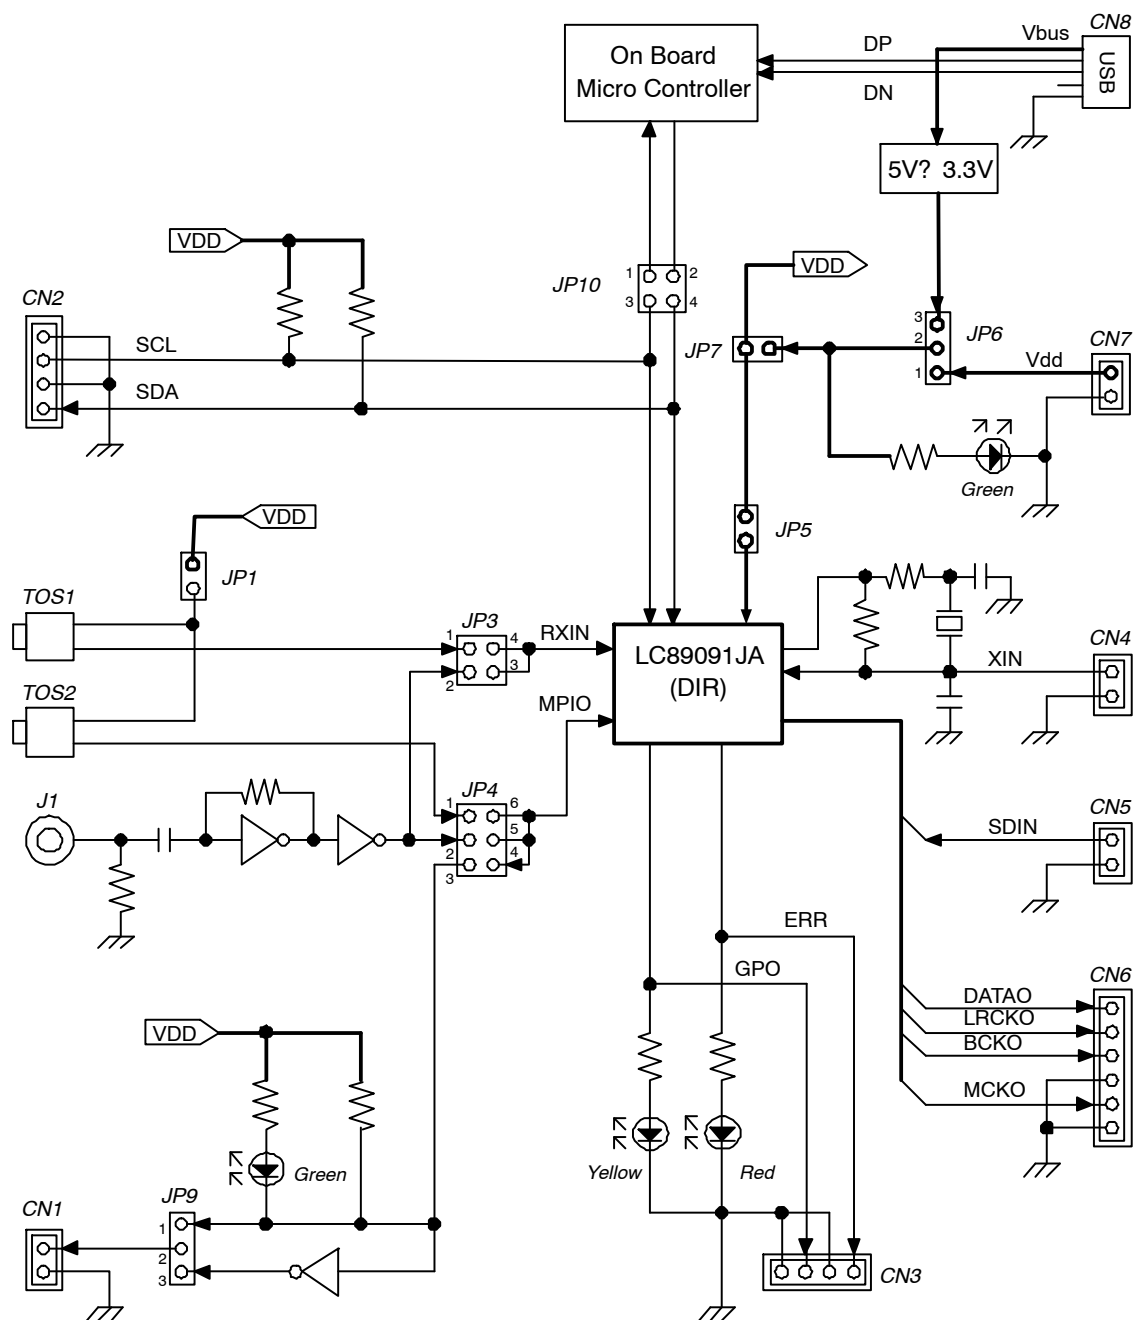 CN8
Vbus
On Board
Micro Controller
DP
DN
USB
5V? 3.3V
VDD
JP10
1 2
3 4
VDD
CN2
SCL
SDA
JP7
3
2
1
JP6
CN7
Vdd
Green
VDD
JP1
JP5
TOS1
JP3
1 4
2 3
RXIN
LC89091JA
(DIR)
XIN
CN4
TOS2
MPIO
J1
JP4
1 6
2 5
3 4
SDIN
CN5
ERR
GPO
CN6
DATAO
LRCKO
BCKO
MCKO
VDD
Green
Yellow
Red
CN1
JP9
1
2
3
CN3